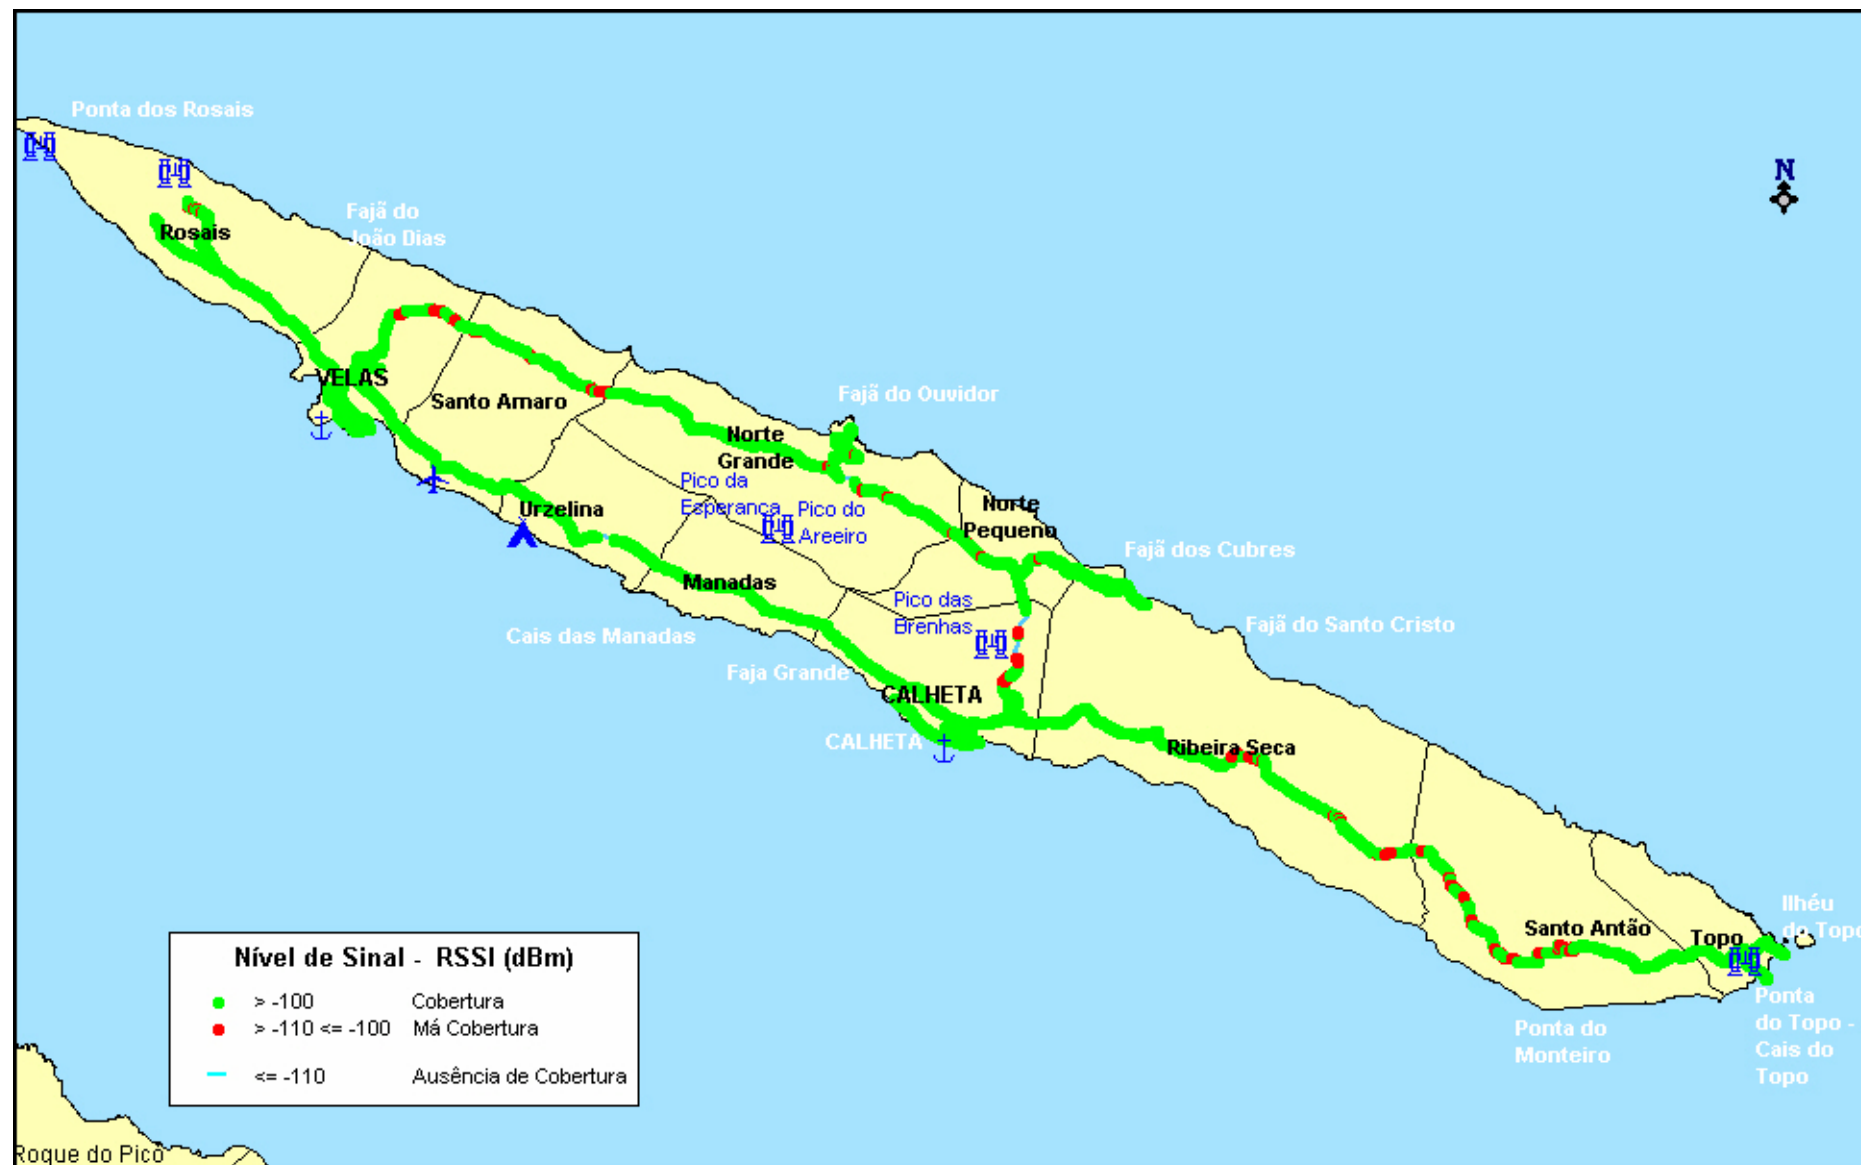 Ponta dos Rosais
N
Fajã do
João Dias
Rosais
VELAS
Santo Amaro
Fajã do Ouvidor
Norte
Grande
Pico da
Esperança
Pico do
Areeiro
Norte
Pequeno
Urzelina
Fajã dos Cubres
Manadas
Pico das
Brenhas
Cais das Manadas
Fajã do Santo Cristo
Faja Grande
CALHETA
CALHETA
Ribeira Seca
Ilhéu
do Topo
Santo Antão
Topo
Ponta
do Topo -
Cais do
Topo
Ponta do
Monteiro
Nível de Sinal - RSSI (dBm)
> -100 Cobertura
> -110 <= -100 Má Cobertura
<= -110 Ausência de Cobertura
Roque do Pico